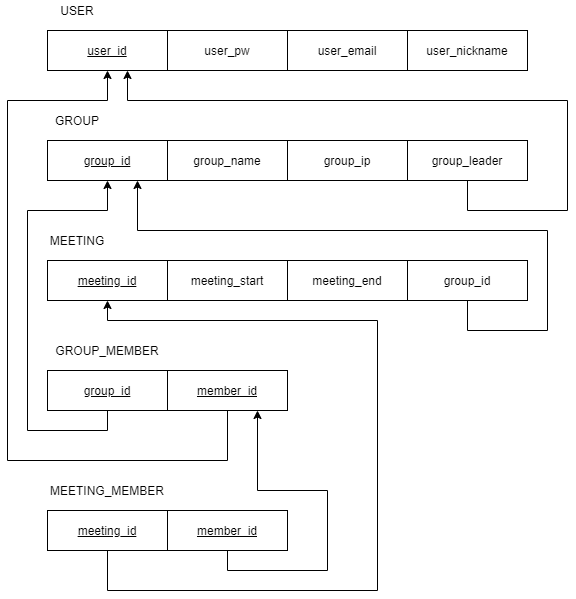 USER
user_id user_pw user_email user_nickname
GROUP
group_id group_name group_ip group_leader
MEETING
meeting_id meeting_start meeting_end group_id
GROUP_MEMBER
group_id member_id
MEETING_MEMBER
meeting_id member_id